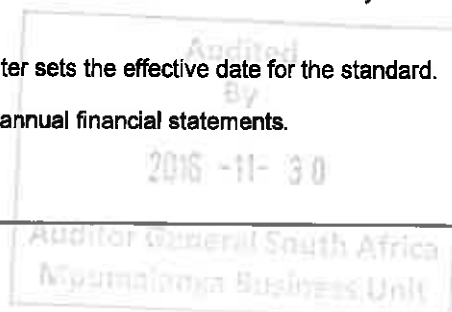 ter sets the effective date for the standard.
Audited
By
annual financial statements.
2016 -11- 30
Auditor General South Africa
Mpumalanga Business Unit